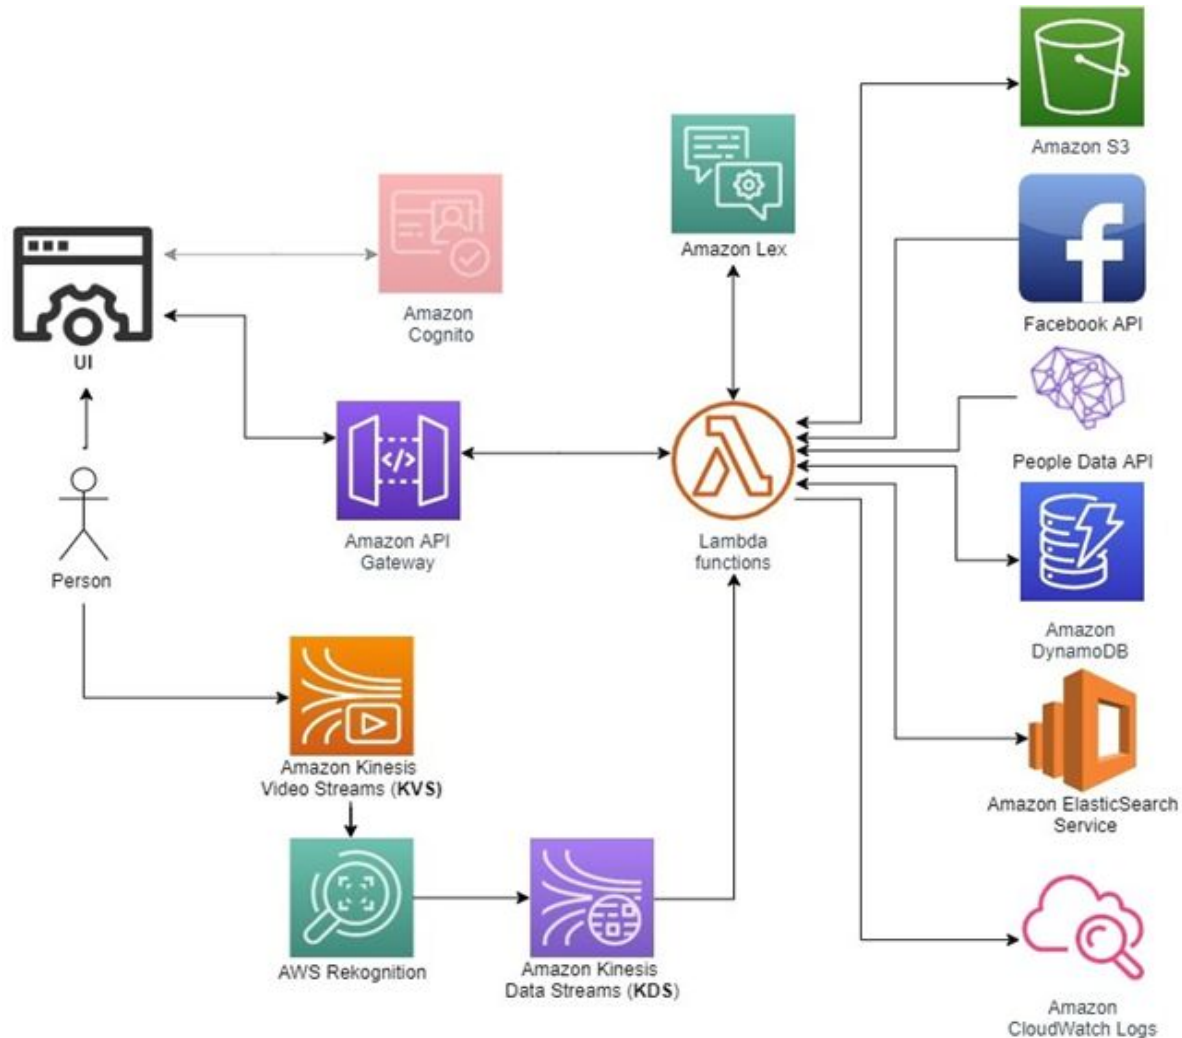 Amazon S3
Amazon Lex
Amazon
Cognito
UI
Facebook API
</>
People Data API
Amazon API
Gateway
Lambda
functions
Person
Amazon
DynamoDB
Amazon Kinesis
Video Streams (KVS)
Amazon ElasticSearch
Service
AWS Rekognition
Amazon Kinesis
Data Streams (KDS)
Amazon
CloudWatch Logs